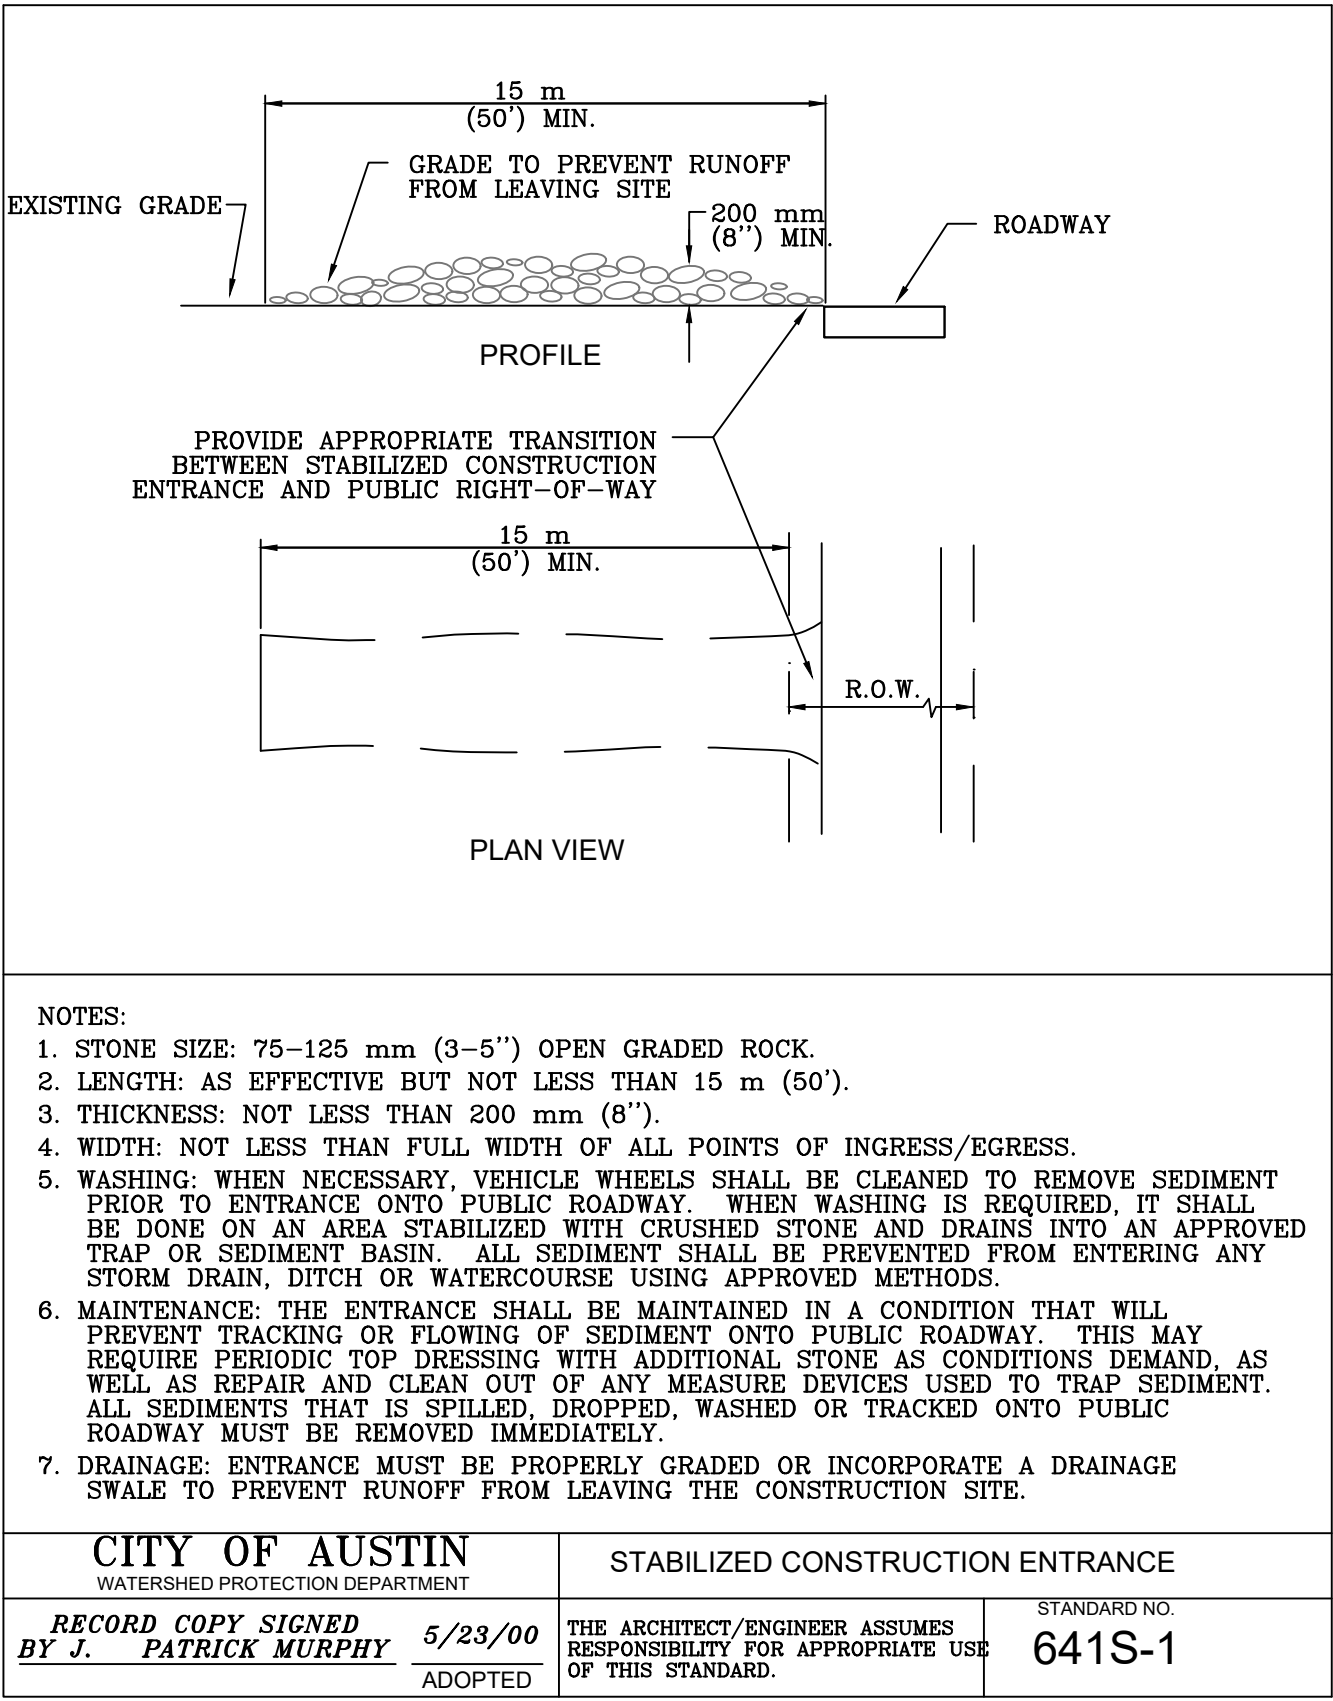 15 m
(50') MIN.
GRADE TO PREVENT RUNOFF
FROM LEAVING SITE
EXISTING GRADE
200 mm
(8'') MIN.
ROADWAY
PROFILE
PROVIDE APPROPRIATE TRANSITION
BETWEEN STABILIZED CONSTRUCTION
ENTRANCE AND PUBLIC RIGHT-OF-WAY
15 m
(50') MIN.
R.O.W.
PLAN VIEW
NOTES:
1. STONE SIZE: 75-125 mm (3-5'') OPEN GRADED ROCK.
2. LENGTH: AS EFFECTIVE BUT NOT LESS THAN 15 m (50').
3. THICKNESS: NOT LESS THAN 200 mm (8'').
4. WIDTH: NOT LESS THAN FULL WIDTH OF ALL POINTS OF INGRESS/EGRESS.
5. WASHING: WHEN NECESSARY, VEHICLE WHEELS SHALL BE CLEANED TO REMOVE SEDIMENT
PRIOR TO ENTRANCE ONTO PUBLIC ROADWAY. WHEN WASHING IS REQUIRED, IT SHALL
BE DONE ON AN AREA STABILIZED WITH CRUSHED STONE AND DRAINS INTO AN APPROVED
TRAP OR SEDIMENT BASIN. ALL SEDIMENT SHALL BE PREVENTED FROM ENTERING ANY
STORM DRAIN, DITCH OR WATERCOURSE USING APPROVED METHODS.
6. MAINTENANCE: THE ENTRANCE SHALL BE MAINTAINED IN A CONDITION THAT WILL
PREVENT TRACKING OR FLOWING OF SEDIMENT ONTO PUBLIC ROADWAY. THIS MAY
REQUIRE PERIODIC TOP DRESSING WITH ADDITIONAL STONE AS CONDITIONS DEMAND, AS
WELL AS REPAIR AND CLEAN OUT OF ANY MEASURE DEVICES USED TO TRAP SEDIMENT.
ALL SEDIMENTS THAT IS SPILLED, DROPPED, WASHED OR TRACKED ONTO PUBLIC
ROADWAY MUST BE REMOVED IMMEDIATELY.
7. DRAINAGE: ENTRANCE MUST BE PROPERLY GRADED OR INCORPORATE A DRAINAGE
SWALE TO PREVENT RUNOFF FROM LEAVING THE CONSTRUCTION SITE.
CITY OF AUSTIN
WATERSHED PROTECTION DEPARTMENT
STABILIZED CONSTRUCTION ENTRANCE
RECORD COPY SIGNED
BY J. PATRICK MURPHY
5/23/00
ADOPTED
THE ARCHITECT/ENGINEER ASSUMES
RESPONSIBILITY FOR APPROPRIATE USE
OF THIS STANDARD.
STANDARD NO.
641S-1